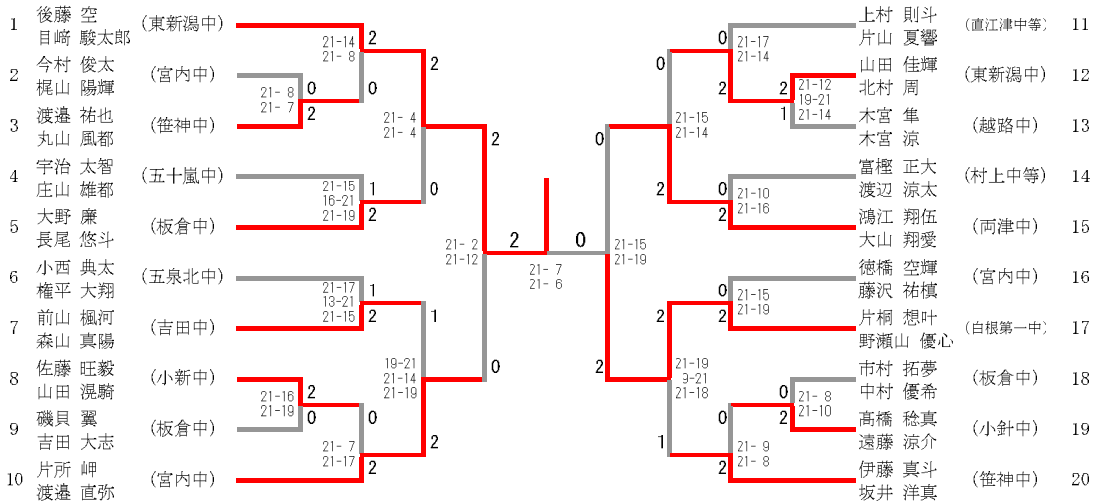 1 後藤 空 (東新潟中)
目﨑 駿太郎
2 今村 俊太 (宮内中)
梶山 陽輝
3 渡邉 祐也 (笹神中)
丸山 風都
4 宇治 太智 (五十嵐中)
庄山 雄都
5 大野 廉 (板倉中)
長尾 悠斗
6 小西 典太 (五泉北中)
権平 大翔
7 前山 楓河 (吉田中)
森山 真陽
8 佐藤 旺毅 (小新中)
山田 滉騎
9 磯貝 翼 (板倉中)
吉田 大志
10 片所 岬 (宮内中)
渡邉 直弥
21-14 2
21- 8 0
21- 8 0
21- 7 2
21- 4 2
21- 4 0
21-15 1
16-21
21-19 2
21- 2 2
21-12 0
21-17 1
13-21
21-15 2
19-21 1
21-14
21-19 2
21-16 2
21-19 0
21- 7 0
21-17 2
2 0
21- 7
21- 6
0 21-17
2 21-14
2 21-12
19-21
1 21-14
0 21-15
2 21-14
0 21-10
2 21-16
0 21-15
2 21-19
0 21-15
2 21-19
2 21-19
9-21
1 21-18
0 21- 8
2 21-10
0 21- 9
2 21- 8
上村 則斗 (直江津中等) 11
片山 夏響
山田 佳輝 (東新潟中) 12
北村 周
木宮 隼 (越路中) 13
木宮 涼
富樫 正大 (村上中等) 14
渡辺 涼太
鴻江 翔伍 (両津中) 15
大山 翔愛
徳橋 空輝 (宮内中) 16
藤沢 祐槙
片桐 想叶 (白根第一中) 17
野瀬山 優心
市村 拓夢 (板倉中) 18
中村 優希
髙橋 稔真 (小針中) 19
遠藤 涼介
伊藤 真斗 (笹神中) 20
坂井 洋真